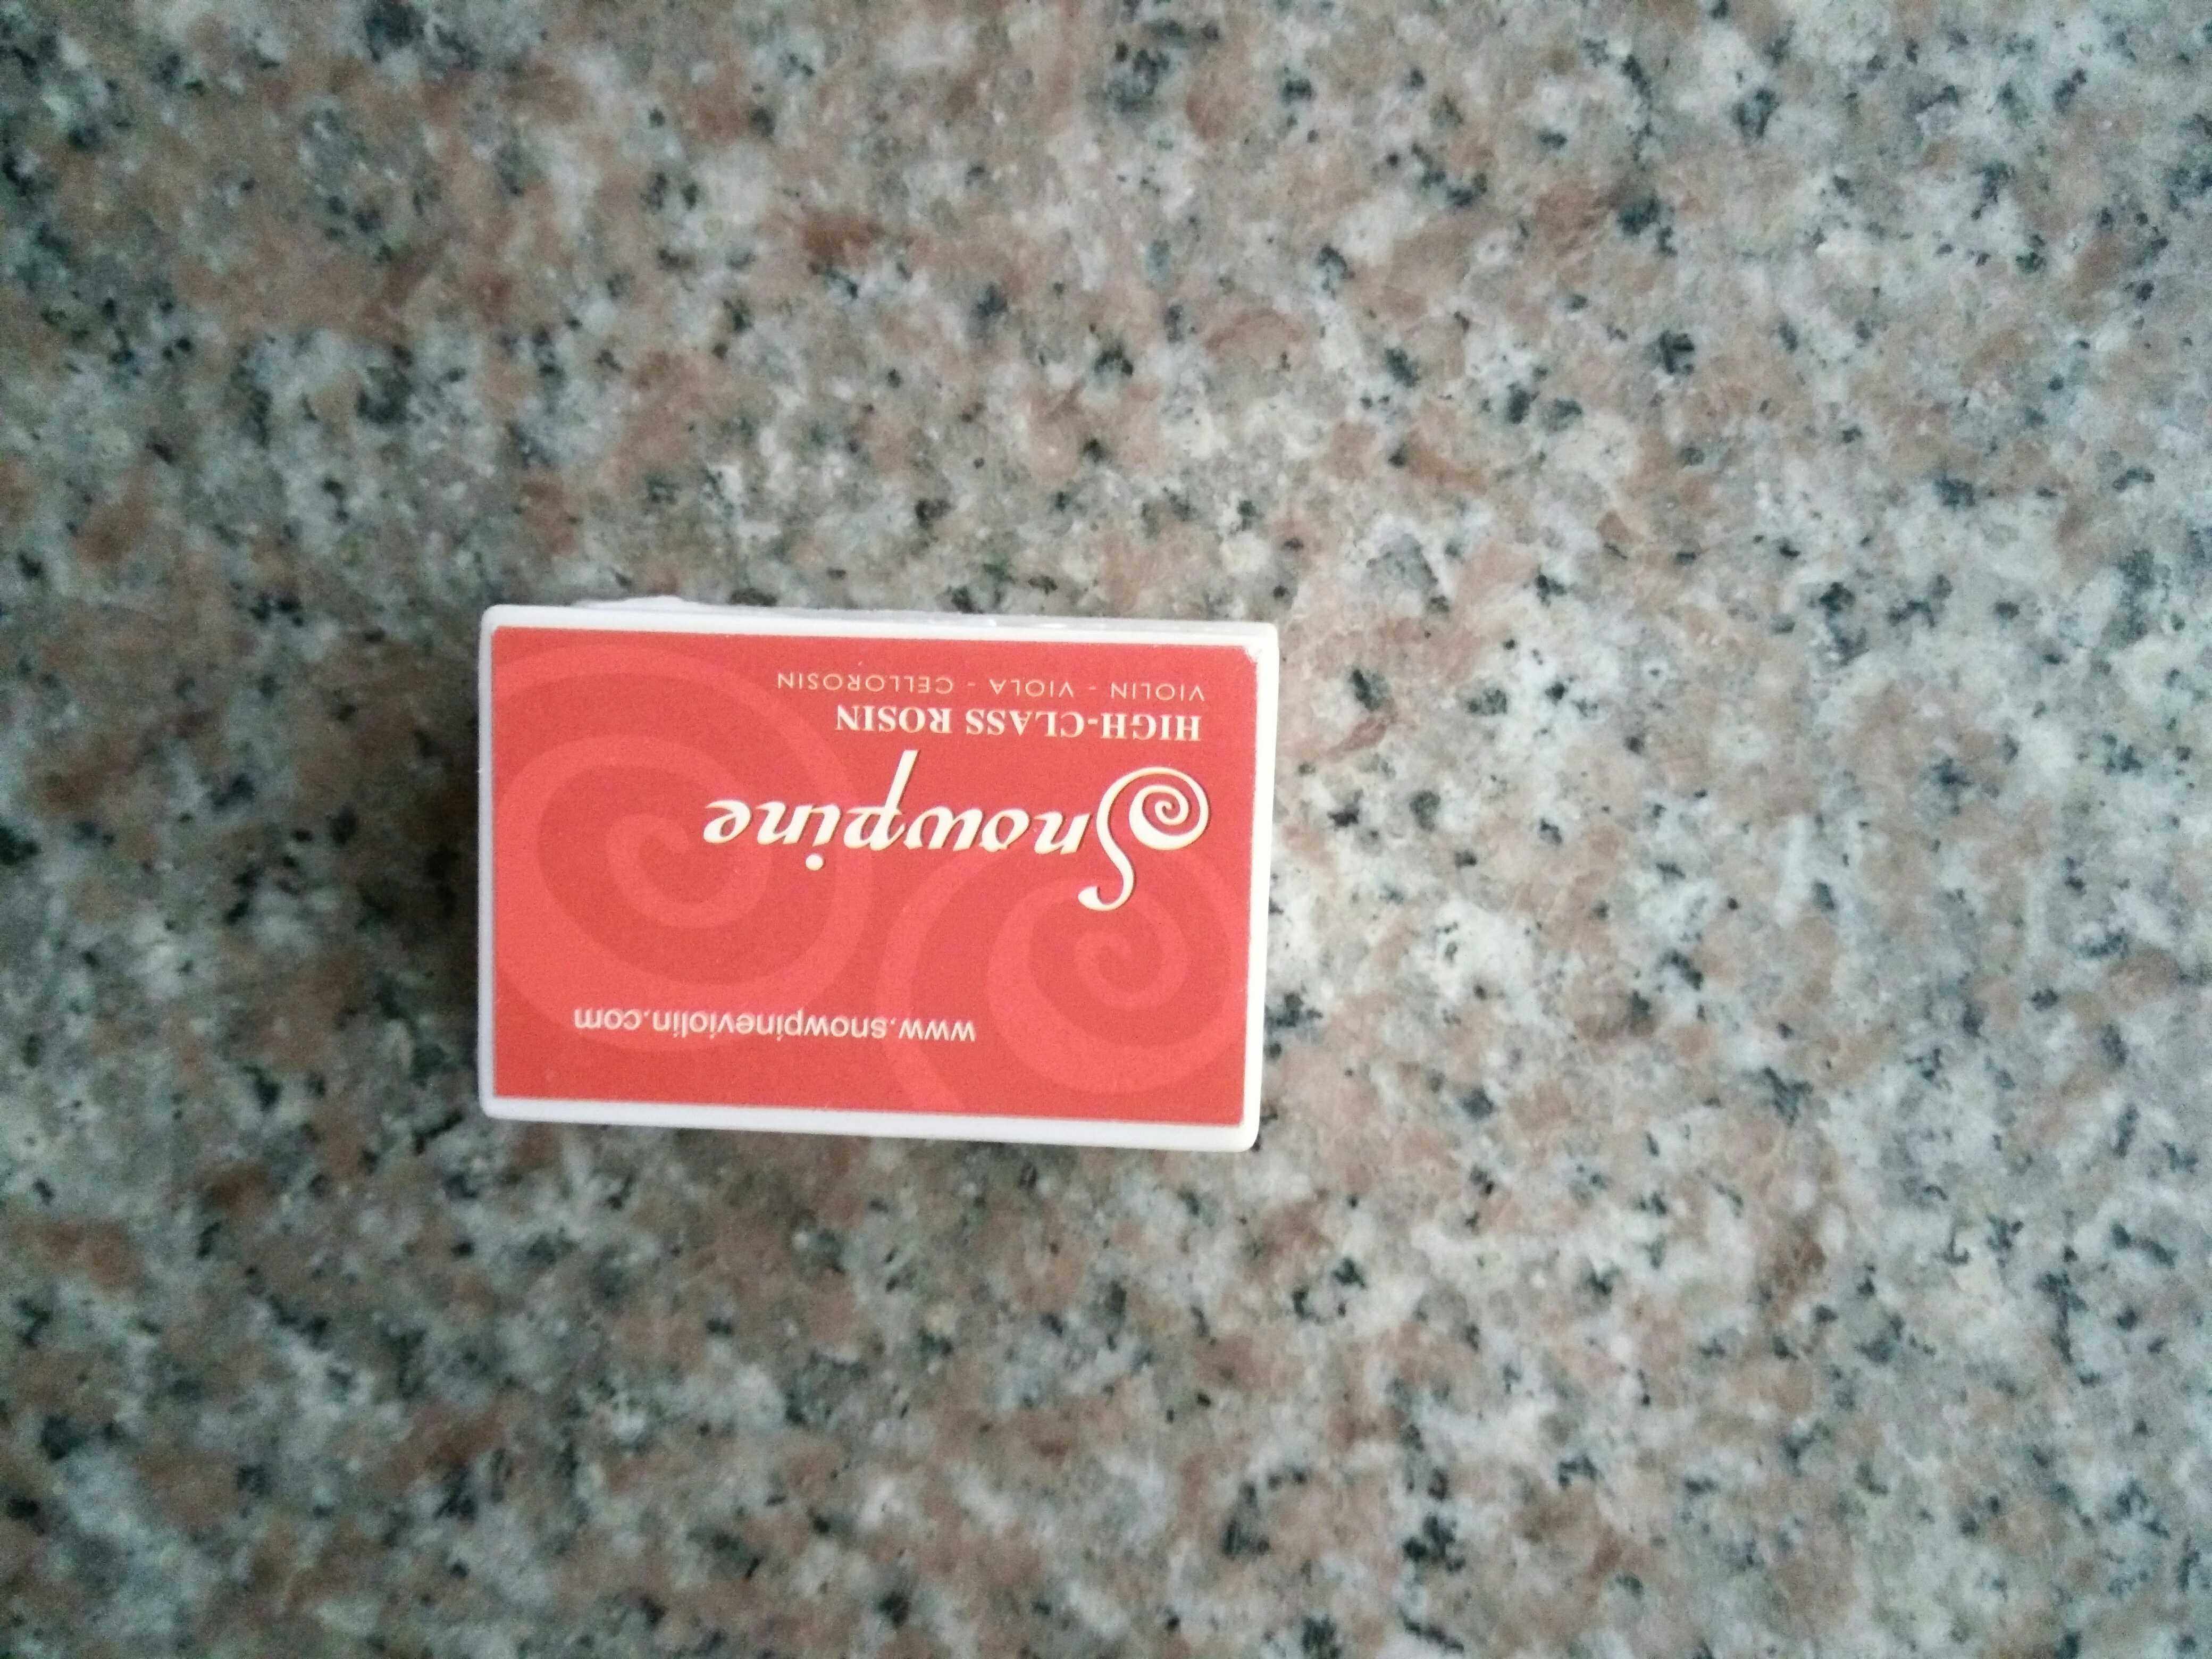 VIOLIN - VIOLA - CELLOROSIN
HIGH-CLASS ROSIN
Snowpine
www.snowpineviolin.com